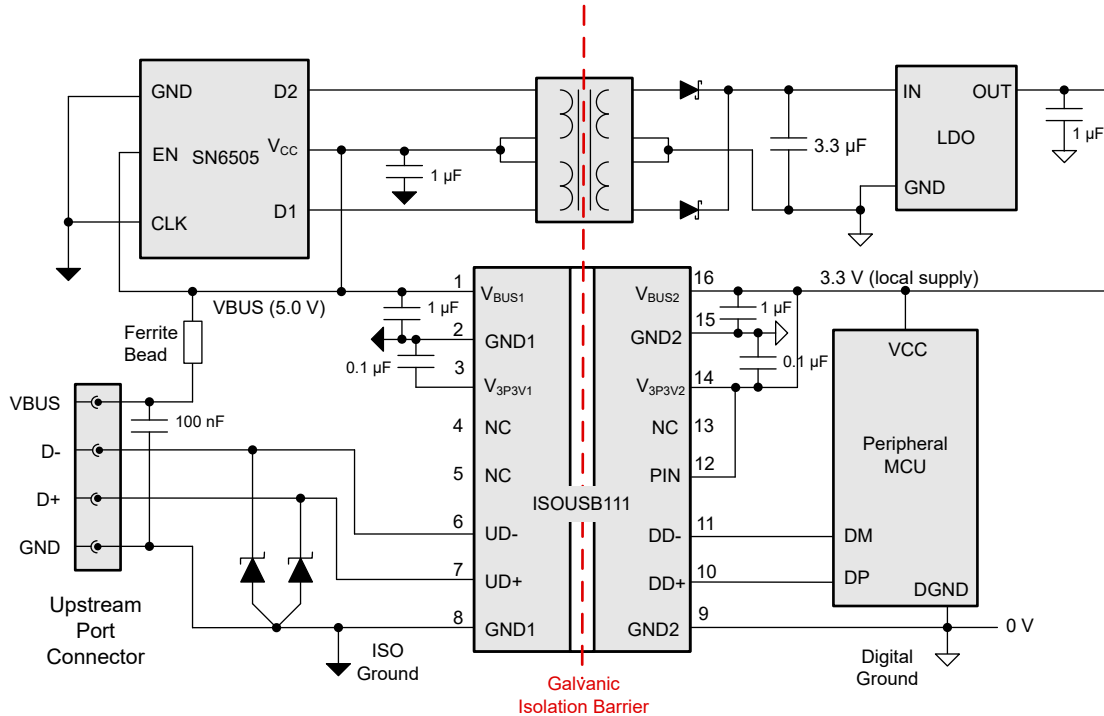 GND
D2
EN
SN6505
VCC
CLK
D1
1 µF
3.3 µF
IN
OUT
LDO
GND
1 µF
VBUS (5.0 V)
Ferrite
Bead
VBUS
D-
D+
GND
100 nF
Upstream
Port
Connector
1 µF
0.1 µF
ISO
Ground
1
2
3
4
5
6
7
8
VBUS1
GND1
V3P3V1
NC
NC
UD-
UD+
GND1
ISOUSB111
VBUS2
GND2
V3P3V2
NC
PIN
DD-
DD+
GND2
16
15
14
13
12
11
10
9
1 µF
0.1 µF
3.3 V (local supply)
VCC
Peripheral
MCU
DM
DP
DGND
0 V
Digital
Ground
Galvanic
Isolation Barrier